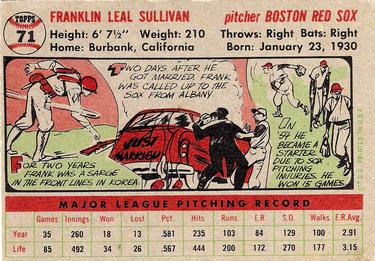 TOPPS
71
FRANKLIN LEAL SULLIVAN pitcher BOSTON RED SOX
Height: 6' 7½" Weight: 210 Throws: Right Bats: Right
Home: Burbank, California Born: January 23, 1930
FOR TWO YEARS
FRANK WAS A SARGE
IN THE FRONT LINES IN KOREA.
TWO DAYS AFTER HE
GOT MARRIED, FRANK
WAS CALLED UP TO THE
SOX FROM ALBANY.
JUST
MARRIED
IN
'54 HE
BECAME A
STARTER
DUE TO SOX
PITCHING
INJURIES. HE
WON 15 GAMES.
PRINTED IN U.S.A.
MAJOR LEAGUE PITCHING RECORD
Games Innings Won Lost Pct. Hits Runs E.R. S.O. Walks E.R.Avg.
Year 35 260 18 13 .581 235 103 84 129 100 2.91
Life 85 492 34 26 .567 444 200 172 270 177 3.15